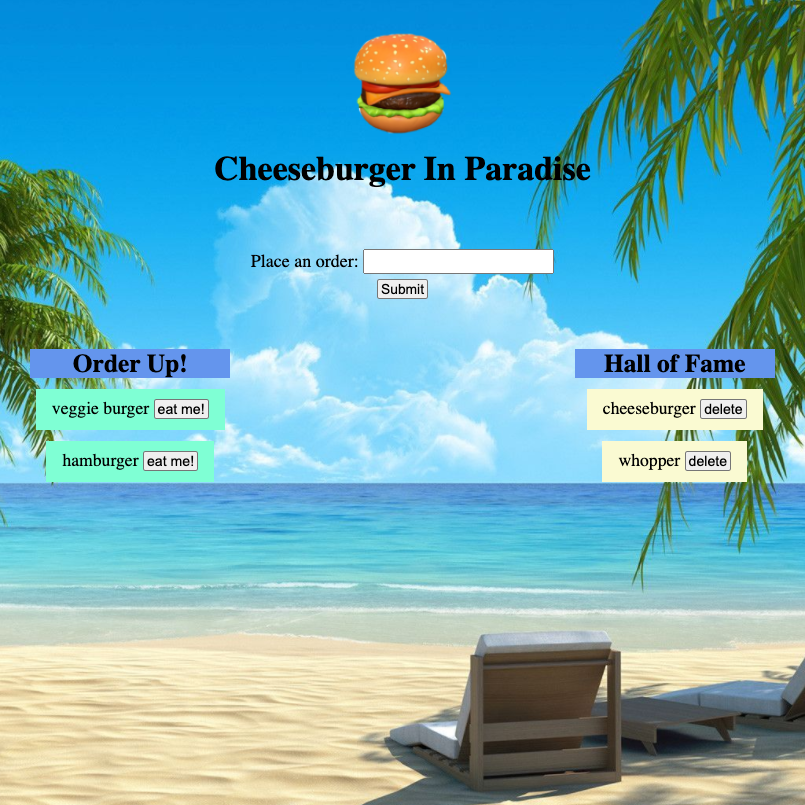 Cheeseburger In Paradise
Place an order:
Submit
Order Up!
veggie burger eat me!
hamburger eat me!
Hall of Fame
cheeseburger delete
whopper delete